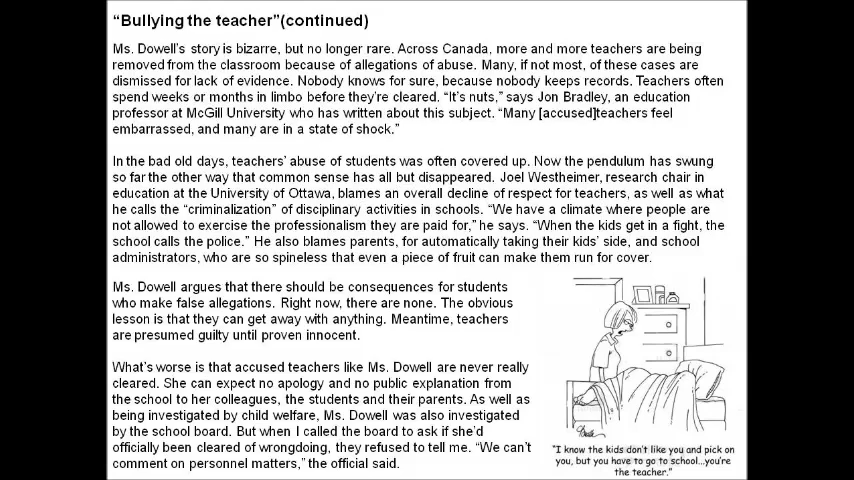 “Bullying the teacher”(continued)
Ms. Dowell’s story is bizarre, but no longer rare. Across Canada, more and more teachers are being
removed from the classroom because of allegations of abuse. Many, if not most, of these cases are
dismissed for lack of evidence. Nobody knows for sure, because nobody keeps records. Teachers often
spend weeks or months in limbo before they’re cleared. “It’s nuts,” says Jon Bradley, an education
professor at McGill University who has written about this subject. “Many [accused]teachers feel
embarrassed, and many are in a state of shock.”
In the bad old days, teachers’ abuse of students was often covered up. Now the pendulum has swung
so far the other way that common sense has all but disappeared. Joel Westheimer, research chair in
education at the University of Ottawa, blames an overall decline of respect for teachers, as well as what
he calls the “criminalization” of disciplinary activities in schools. “We have a climate where people are
not allowed to exercise the professionalism they are paid for,” he says. “When the kids get in a fight, the
school calls the police.” He also blames parents, for automatically taking their kids’ side, and school
administrators, who are so spineless that even a piece of fruit can make them run for cover.
Ms. Dowell argues that there should be consequences for students
who make false allegations. Right now, there are none. The obvious
lesson is that they can get away with anything. Meantime, teachers
are presumed guilty until proven innocent.
What’s worse is that accused teachers like Ms. Dowell are never really
cleared. She can expect no apology and no public explanation from
the school to her colleagues, the students and their parents. As well as
being investigated by child welfare, Ms. Dowell was also investigated
by the school board. But when I called the board to ask if she’d
officially been cleared of wrongdoing, they refused to tell me. “We can’t
comment on personnel matters,” the official said.
“I know the kids don’t like you and pick on
you, but you have to go to school...you’re
the teacher.”